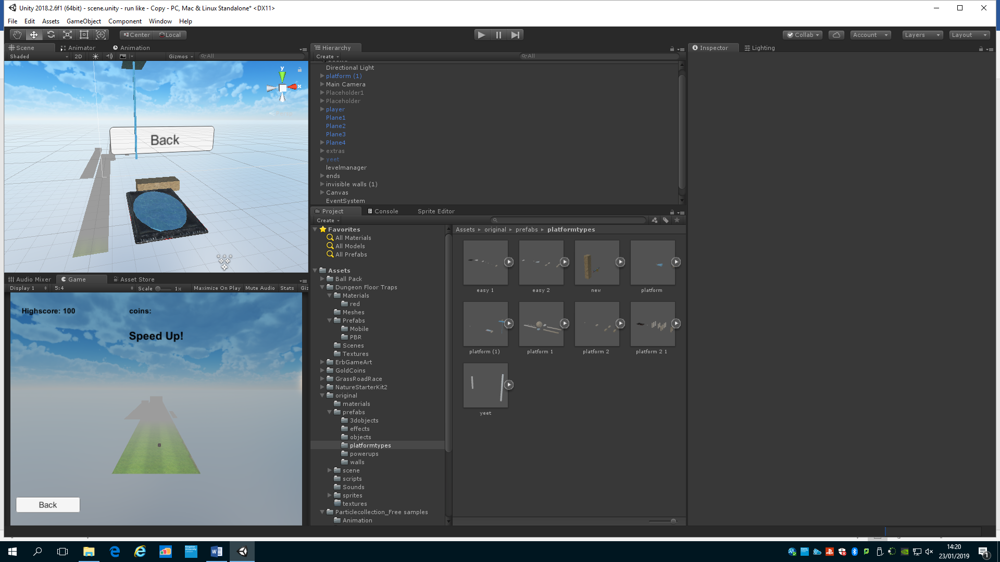 Unity 2018.2.6f1 (64bit) - scene.unity - run like - Copy - PC, Mac & Linux Standalone* <DX11>
File Edit Assets GameObject Component Window Help
Center Local
Collab Account Layers Layout
Scene Animator Animation
Shaded 2D Gizmos All
Back
y
x
Hierarchy
Create All
Directional Light
platform (1)
Main Camera
Placeholder1
Placeholder
player
Plane1
Plane2
Plane3
Plane4
extras
yeet
levelmanager
ends
invisible walls (1)
Canvas
EventSystem
Inspector Lighting
Audio Mixer Game Asset Store
Display 1 5:4 Scale 1x Maximize On Play Mute Audio Stats Giz
Highscore: 100 coins:
Speed Up!
Back
Project Console Sprite Editor
Create
Favorites
All Materials
All Models
All Prefabs
Assets
Ball Pack
Dungeon Floor Traps
Materials
red
Meshes
Prefabs
Mobile
PBR
Scenes
Textures
ErbGameArt
GoldCoins
GrassRoadRace
NatureStarterKit2
original
materials
prefabs
3dobjects
effects
objects
platformtypes
powerups
walls
scene
scripts
Sounds
sprites
textures
Particlecollection_Free samples
Animation
Assets original prefabs platformtypes
easy 1 easy 2 new platform
platform (1) platform 1 platform 2 platform 2 1
yeet
14:20
23/01/2019
1